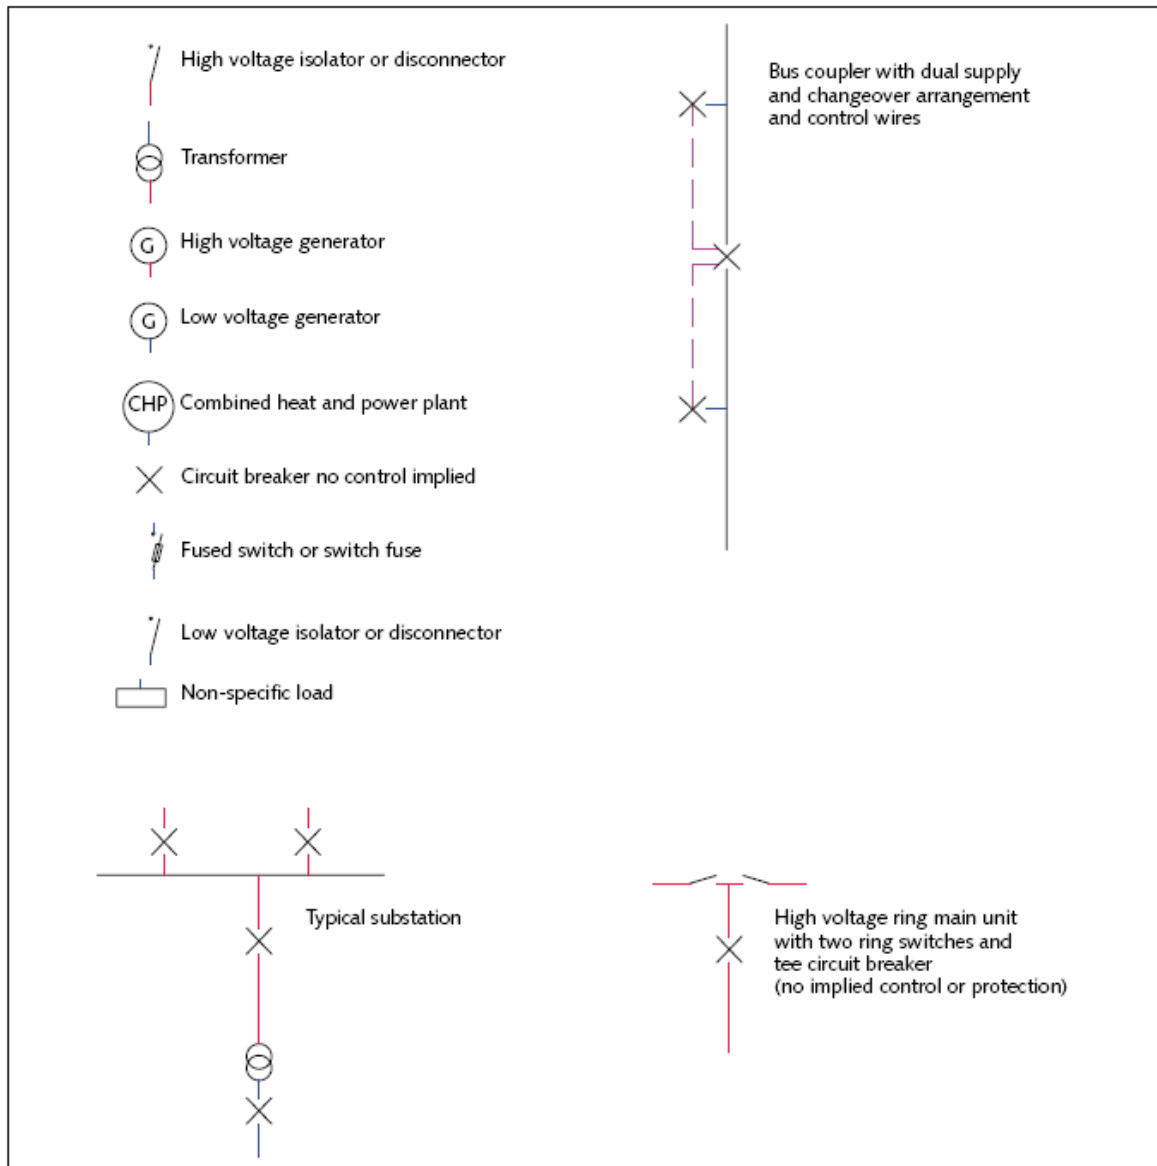 High voltage isolator or disconnector
Transformer
G
High voltage generator
G
Low voltage generator
CHP
Combined heat and power plant
Circuit breaker no control implied
Fused switch or switch fuse
Low voltage isolator or disconnector
Non-specific load
Bus coupler with dual supply
and changeover arrangement
and control wires
Typical substation
High voltage ring main unit
with two ring switches and
tee circuit breaker
(no implied control or protection)